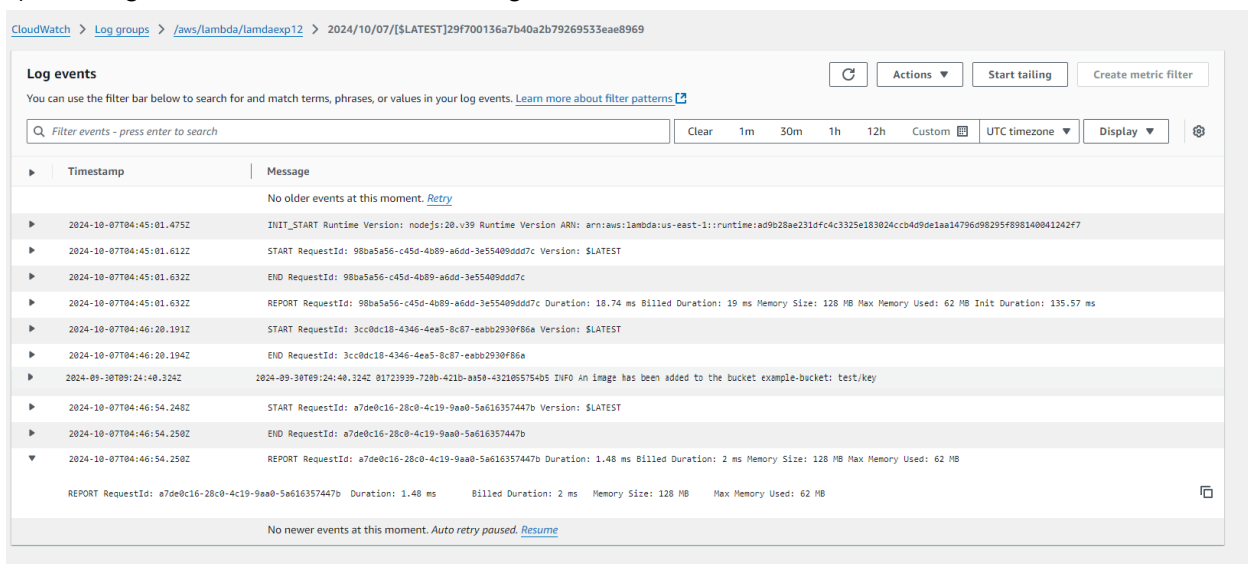 CloudWatch > Log groups > /aws/lambda/lamdaexp12 > 2024/10/07/[$LATEST]29f700136a7b40a2b79269533eae8969
Log events
Actions Start tailing Create metric filter
You can use the filter bar below to search for and match terms, phrases, or values in your log events. Learn more about filter patterns
Filter events - press enter to search Clear 1m 30m 1h 12h Custom UTC timezone Display
Timestamp Message
No older events at this moment. Retry
2024-10-07T04:45:01.475Z INIT_START Runtime Version: nodejs:20.v39 Runtime Version ARN: arn:aws:lambda:us-east-1::runtime:ad9b28ae231dfc4c3325e183024ccb4d9de1aa14796d98295f898140041242f7
2024-10-07T04:45:01.612Z START RequestId: 98ba5a56-c45d-4b89-a6dd-3e55409ddd7c Version: $LATEST
2024-10-07T04:45:01.632Z END RequestId: 98ba5a56-c45d-4b89-a6dd-3e55409ddd7c
2024-10-07T04:45:01.632Z REPORT RequestId: 98ba5a56-c45d-4b89-a6dd-3e55409ddd7c Duration: 18.74 ms Billed Duration: 19 ms Memory Size: 128 MB Max Memory Used: 62 MB Init Duration: 135.57 ms
2024-10-07T04:46:20.191Z START RequestId: 3cc0dc18-4346-4ea5-8c87-eabb2930f86a Version: $LATEST
2024-10-07T04:46:20.194Z END RequestId: 3cc0dc18-4346-4ea5-8c87-eabb2930f86a
2024-09-30T09:24:40.324Z 2024-09-30T09:24:40.324Z 01723939-720b-421b-aa50-4321055754b5 INFO An image has been added to the bucket example-bucket: test/key
2024-10-07T04:46:54.248Z START RequestId: a7de0c16-28c0-4c19-9aa0-5a616357447b Version: $LATEST
2024-10-07T04:46:54.250Z END RequestId: a7de0c16-28c0-4c19-9aa0-5a616357447b
2024-10-07T04:46:54.250Z REPORT RequestId: a7de0c16-28c0-4c19-9aa0-5a616357447b Duration: 1.48 ms Billed Duration: 2 ms Memory Size: 128 MB Max Memory Used: 62 MB
REPORT RequestId: a7de0c16-28c0-4c19-9aa0-5a616357447b Duration: 1.48 ms Billed Duration: 2 ms Memory Size: 128 MB Max Memory Used: 62 MB
No newer events at this moment. Auto retry paused. Resume